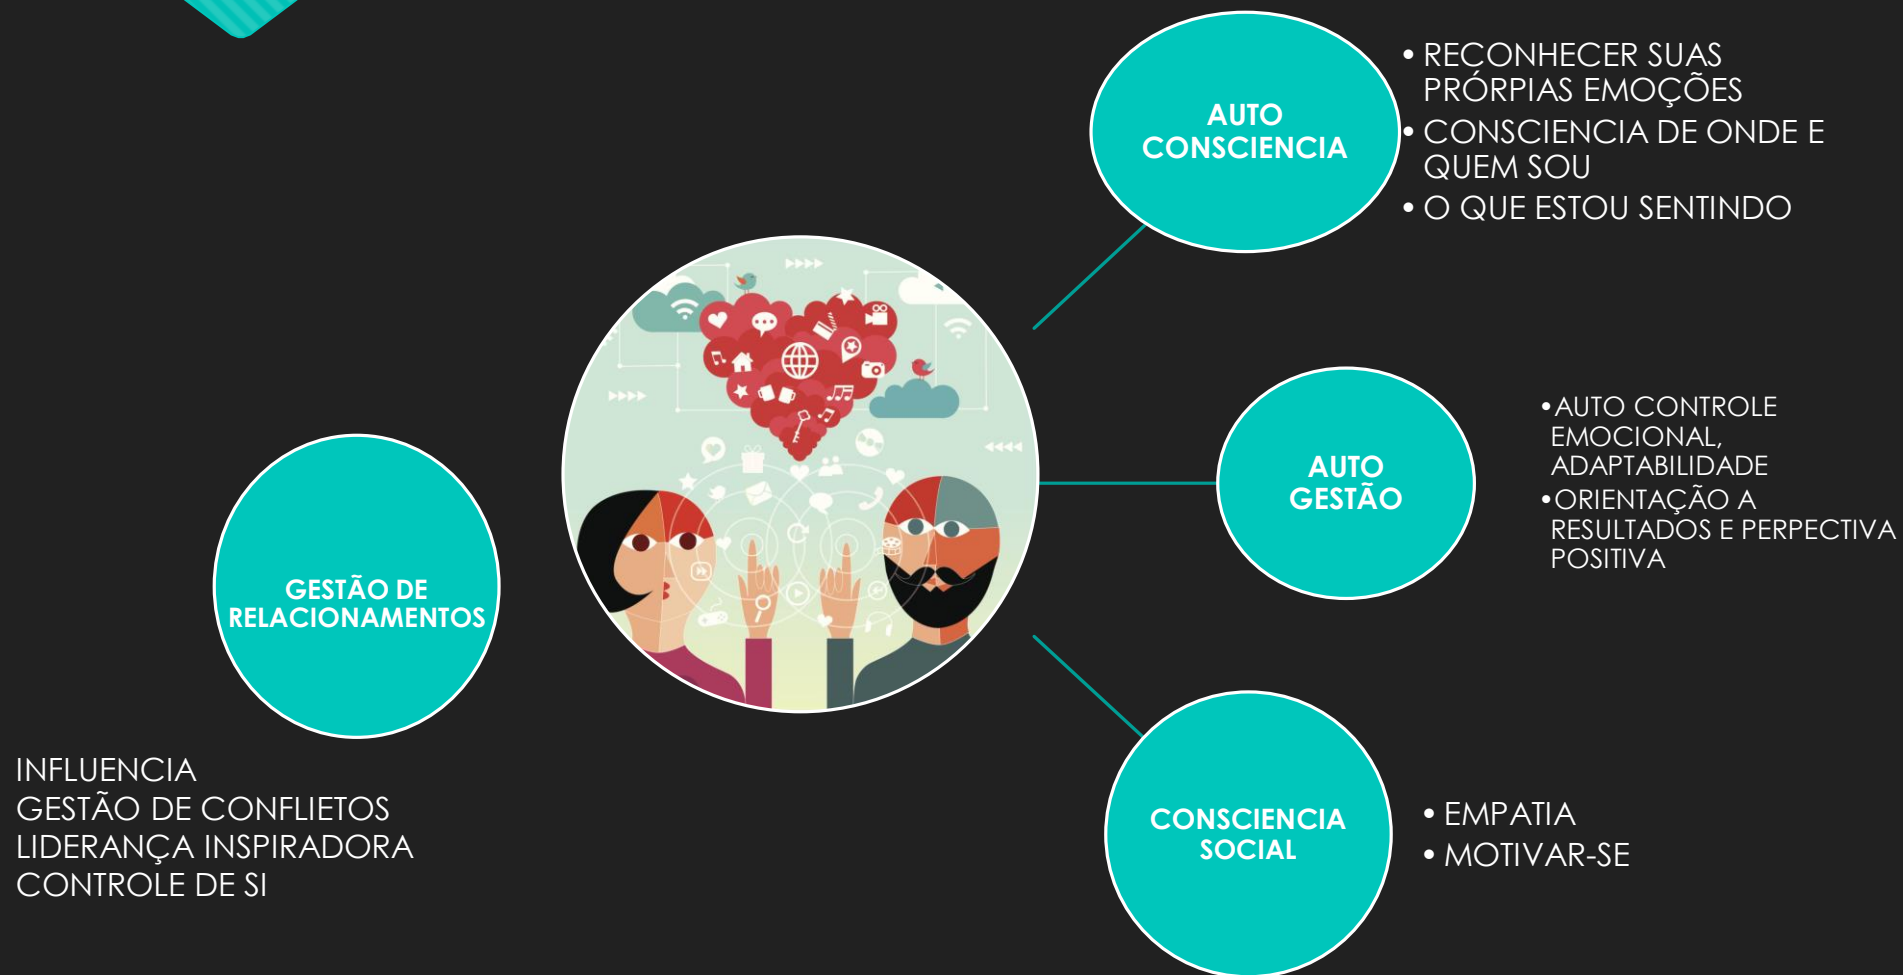 AUTO
CONSCIENCIA
• RECONHECER SUAS
PRÓRPIAS EMOÇÕES
• CONSCIENCIA DE ONDE E
QUEM SOU
• O QUE ESTOU SENTINDO
AUTO
GESTÃO
• AUTO CONTROLE
EMOCIONAL,
ADAPTABILIDADE
• ORIENTAÇÃO A
RESULTADOS E PERPECTIVA
POSITIVA
CONSCIENCIA
SOCIAL
• EMPATIA
• MOTIVAR-SE
GESTÃO DE
RELACIONAMENTOS
INFLUENCIA
GESTÃO DE CONFLIETOS
LIDERANÇA INSPIRADORA
CONTROLE DE SI